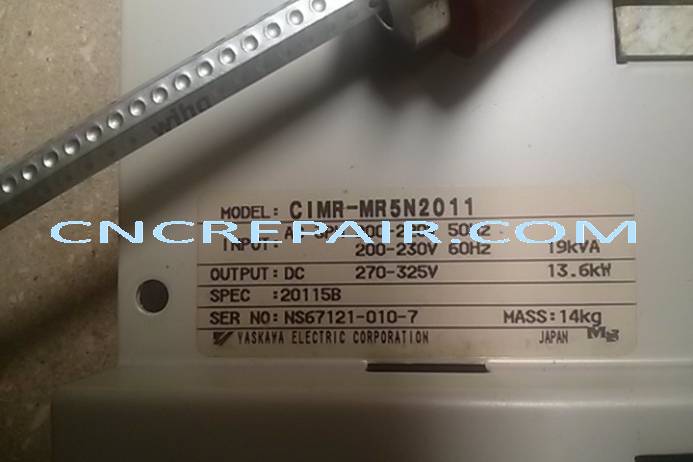 wiha
MODEL: CIMR-MR5N2011
CNCREPAIR.COM
INPUT: 50Hz
200-230V 60Hz 19kVA
OUTPUT: DC 270-325V 13.6kW
SPEC :20115B
SER NO: NS67121-010-7 MASS: 14kg
YASKAWA ELECTRIC CORPORATION JAPAN